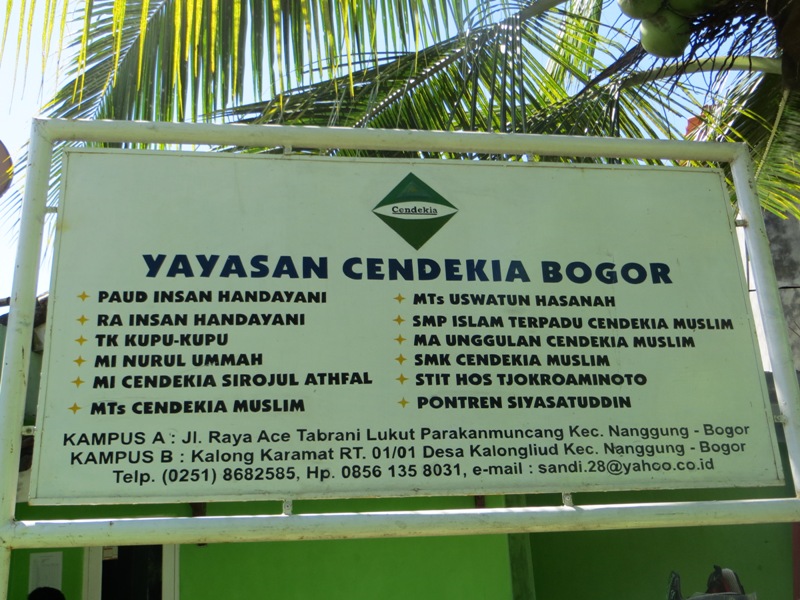 Cendekia
YAYASAN CENDEKIA BOGOR
PAUD INSAN HANDAYANI
RA INSAN HANDAYANI
TK KUPU-KUPU
MI NURUL UMMAH
MI CENDEKIA SIROJUL ATHFAL
MTs CENDEKIA MUSLIM
MTs USWATUN HASANAH
SMP ISLAM TERPADU CENDEKIA MUSLIM
MA UNGGULAN CENDEKIA MUSLIM
SMK CENDEKIA MUSLIM
STIT HOS TJOKROAMINOTO
PONTREN SIYASATUDDIN
KAMPUS A : Jl. Raya Ace Tabrani Lukut Parakanmuncang Kec. Nanggung - Bogor
KAMPUS B : Kalong Karamat RT. 01/01 Desa Kalongliud Kec. Nanggung - Bogor
Telp. (0251) 8682585, Hp. 0856 135 8031, e-mail : sandi.28@yahoo.co.id